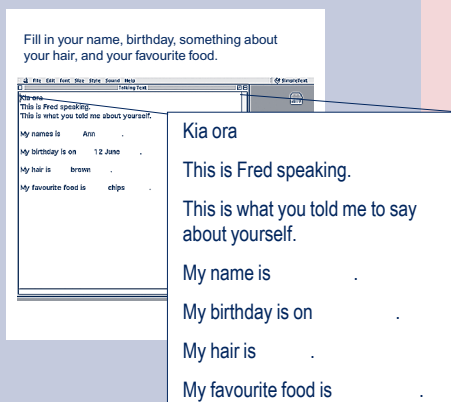 Fill in your name, birthday, something about
your hair, and your favourite food.
File Edit Font Size Style Sound Help
SimpleText
Talking Text
Kia ora
This is Fred speaking.
This is what you told me about yourself.
My names is Ann .
My birthday is on 12 June .
My hair is brown .
My favourite food is chips .
Kia ora
This is Fred speaking.
This is what you told me to say
about yourself.
My name is .
My birthday is on .
My hair is .
My favourite food is .